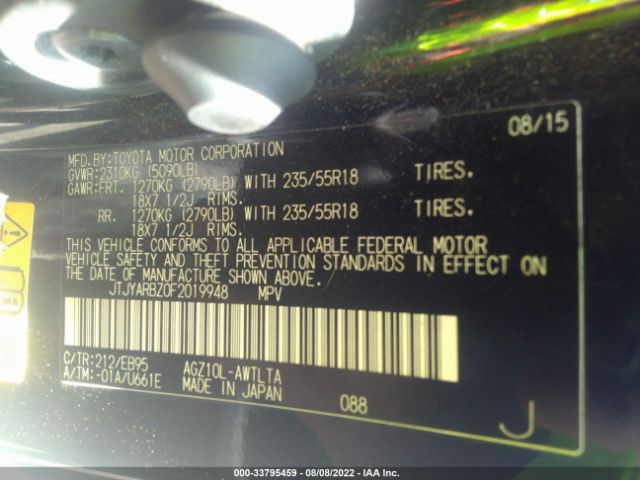 08/15
MFD.BY:TOYOTA MOTOR CORPORATION
GVWR:2310KG (5090LB)
GAWR:FRT. 1270KG (2790LB) WITH 235/55R18 TIRES.
18X7 1/2J RIMS.
RR. 1270KG (2790LB) WITH 235/55R18 TIRES.
18X7 1/2J RIMS.
THIS VEHICLE CONFORMS TO ALL APPLICABLE FEDERAL MOTOR
VEHICLE SAFETY AND THEFT PREVENTION STANDARDS IN EFFECT ON
THE DATE OF MANUFACTURE SHOWN ABOVE.
JTJYARBZ0F2019948 MPV
C/TR:212/EB95 AGZ10L-AWTLTA
A/TM:-01A/U661E MADE IN JAPAN
088
J
000-33795459 - 08/08/2022 - IAA Inc.